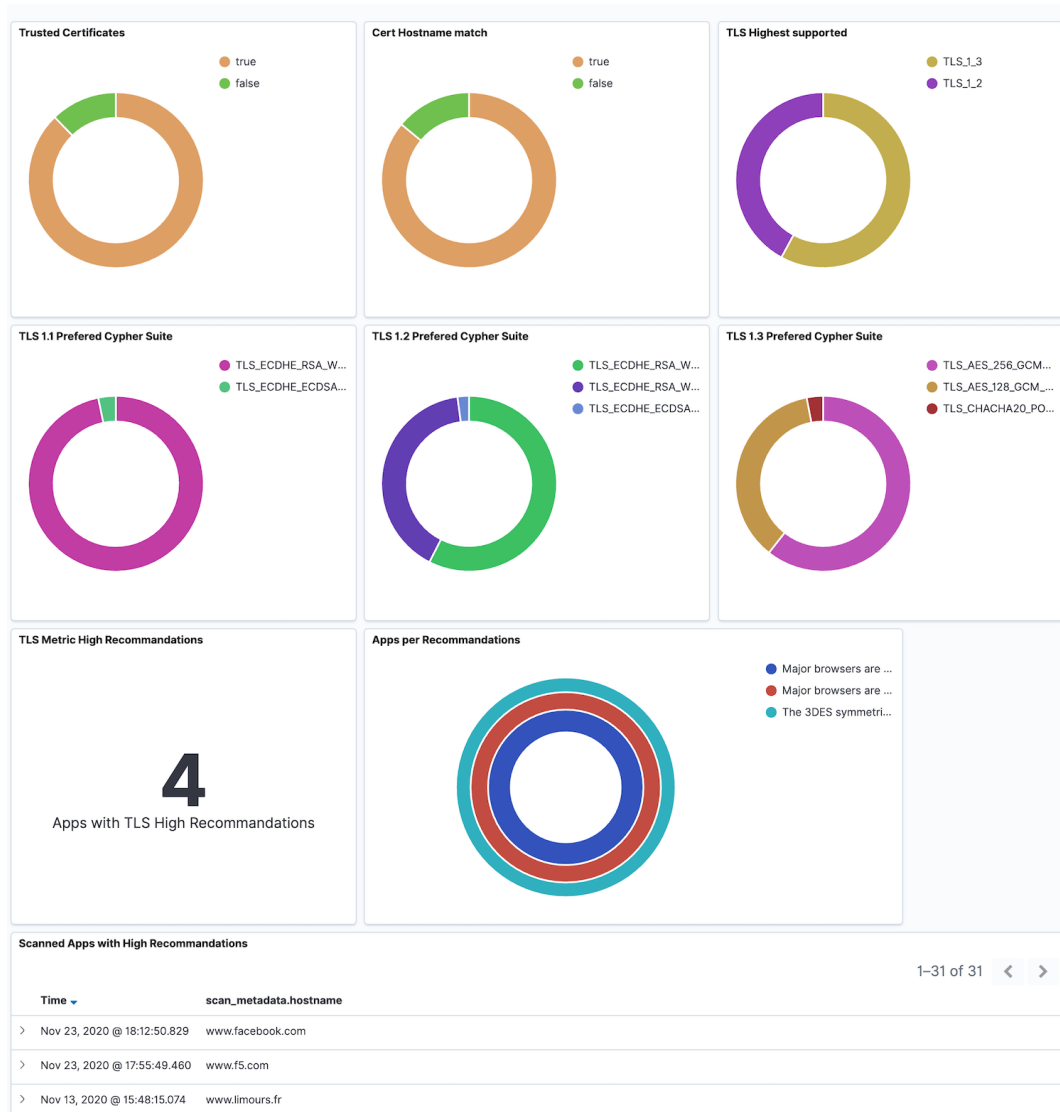 Trusted Certificates
true
false
Cert Hostname match
true
false
TLS Highest supported
TLS_1_3
TLS_1_2
TLS 1.1 Prefered Cypher Suite
TLS_ECDHE_RSA_W...
TLS_ECDHE_ECDSA...
TLS 1.2 Prefered Cypher Suite
TLS_ECDHE_RSA_W...
TLS_ECDHE_RSA_W...
TLS_ECDHE_ECDSA...
TLS 1.3 Prefered Cypher Suite
TLS_AES_256_GCM...
TLS_AES_128_GCM_...
TLS_CHACHA20_PO...
TLS Metric High Recommandations
4
Apps with TLS High Recommandations
Apps per Recommandations
Major browsers are ...
Major browsers are ...
The 3DES symmetri...
Scanned Apps with High Recommandations
1–31 of 31
Time scan_metadata.hostname
Nov 23, 2020 @ 18:12:50.829 www.facebook.com
Nov 23, 2020 @ 17:55:49.460 www.f5.com
Nov 13, 2020 @ 15:48:15.074 www.limours.fr